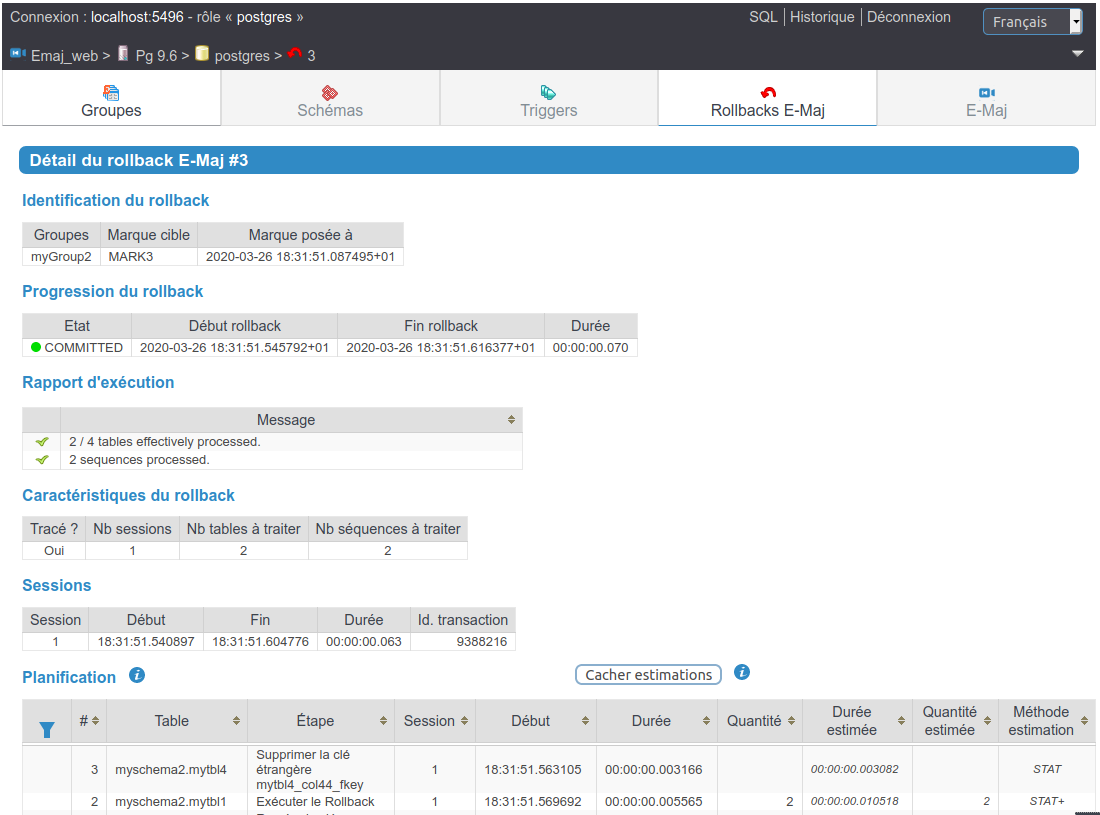 Connexion : localhost:5496 - rôle « postgres »
SQL Historique Déconnexion Français
Emaj_web > Pg 9.6 > postgres > 3
Groupes Schémas Triggers Rollbacks E-Maj E-Maj
Détail du rollback E-Maj #3
Identification du rollback
Groupes Marque cible Marque posée à
myGroup2 MARK3 2020-03-26 18:31:51.087495+01
Progression du rollback
Etat Début rollback Fin rollback Durée
COMMITTED 2020-03-26 18:31:51.545792+01 2020-03-26 18:31:51.616377+01 00:00:00.070
Rapport d'exécution
Message
2 / 4 tables effectively processed.
2 sequences processed.
Caractéristiques du rollback
Tracé ? Nb sessions Nb tables à traiter Nb séquences à traiter
Oui 1 2 2
Sessions
Session Début Fin Durée Id. transaction
1 18:31:51.540897 18:31:51.604776 00:00:00.063 9388216
Planification Cacher estimations
# Table Étape Session Début Durée Quantité Durée estimée Quantité estimée Méthode estimation
3 myschema2.mytbl4 Supprimer la clé étrangère mytbl4_col44_fkey 1 18:31:51.563105 00:00:00.003166 00:00:00.003082 STAT
2 myschema2.mytbl1 Exécuter le Rollback 1 18:31:51.569692 00:00:00.005565 2 00:00:00.010518 2 STAT+